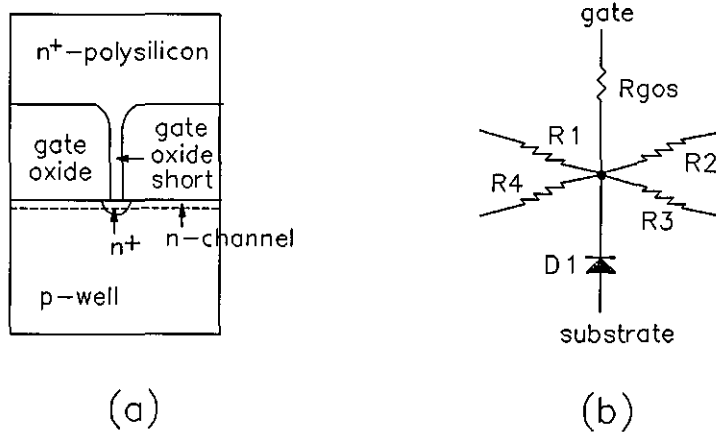 n+-polysilicon
gate
oxide
gate
oxide
short
n+
n-channel
p-well
(a)
gate
Rgos
R1
R2
R4
R3
D1
substrate
(b)